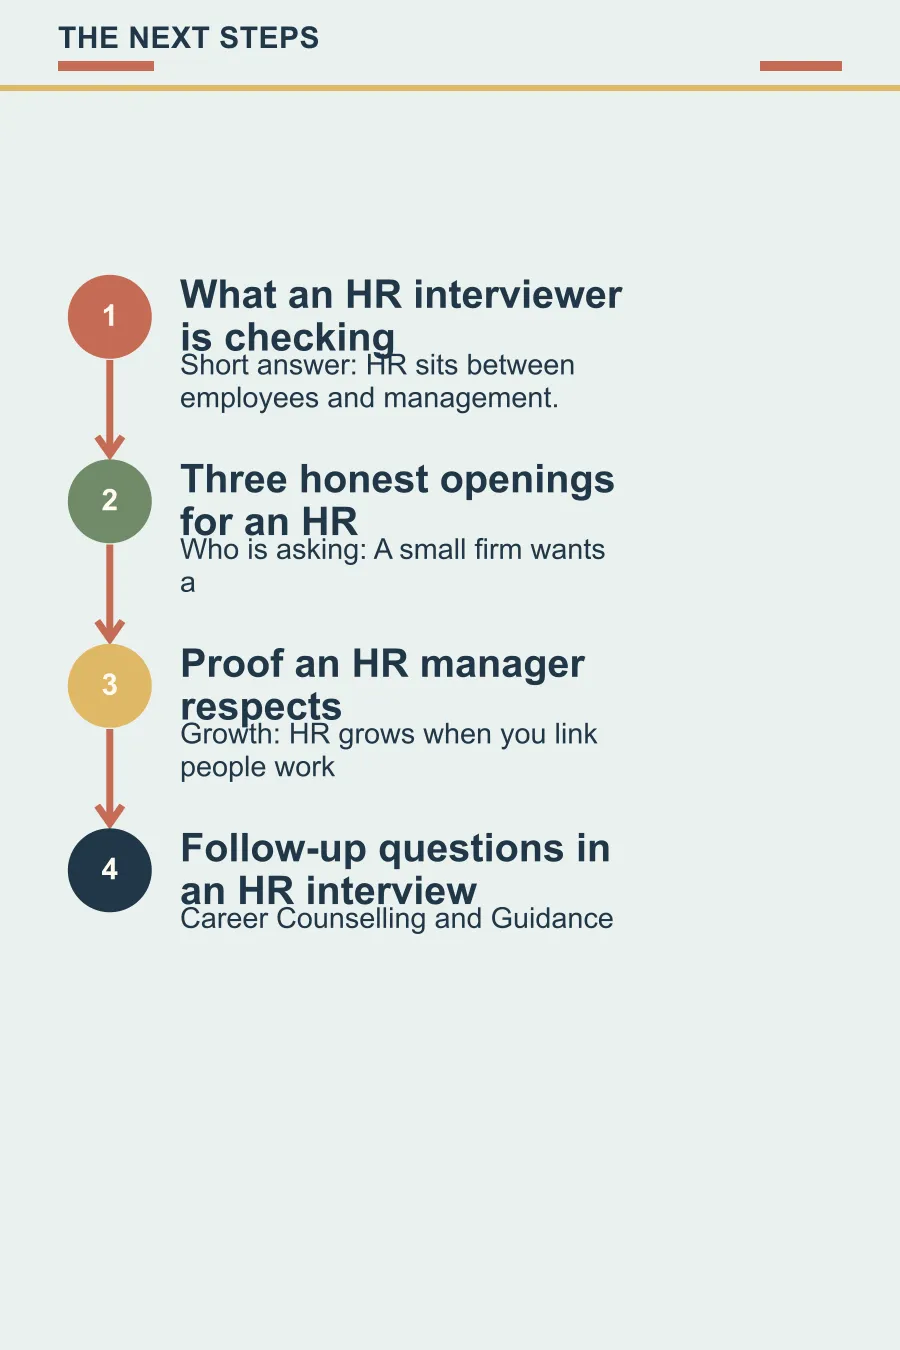 THE NEXT STEPS
1
What an HR interviewer
is checking
Short answer: HR sits between
employees and management.
2
Three honest openings
for an HR
Who is asking: A small firm wants
a
3
Proof an HR manager
respects
Growth: HR grows when you link
people work
4
Follow-up questions in
an HR interview
Career Counselling and Guidance